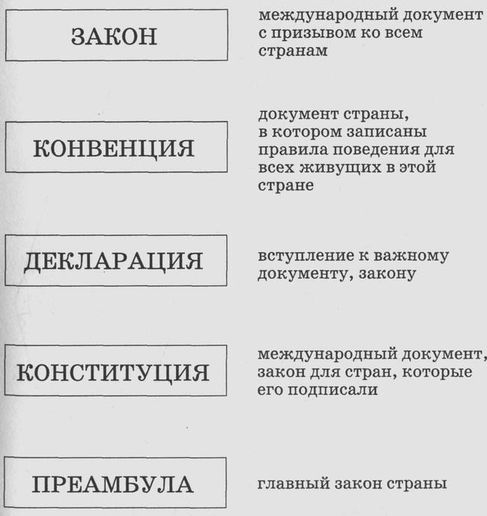 ЗАКОН
международный документ
с призывом ко всем
странам
КОНВЕНЦИЯ
документ страны,
в котором записаны
правила поведения для
всех живущих в этой
стране
ДЕКЛАРАЦИЯ
вступление к важному
документу, закону
КОНСТИТУЦИЯ
международный документ,
закон для стран, которые
его подписали
ПРЕАМБУЛА
главный закон страны